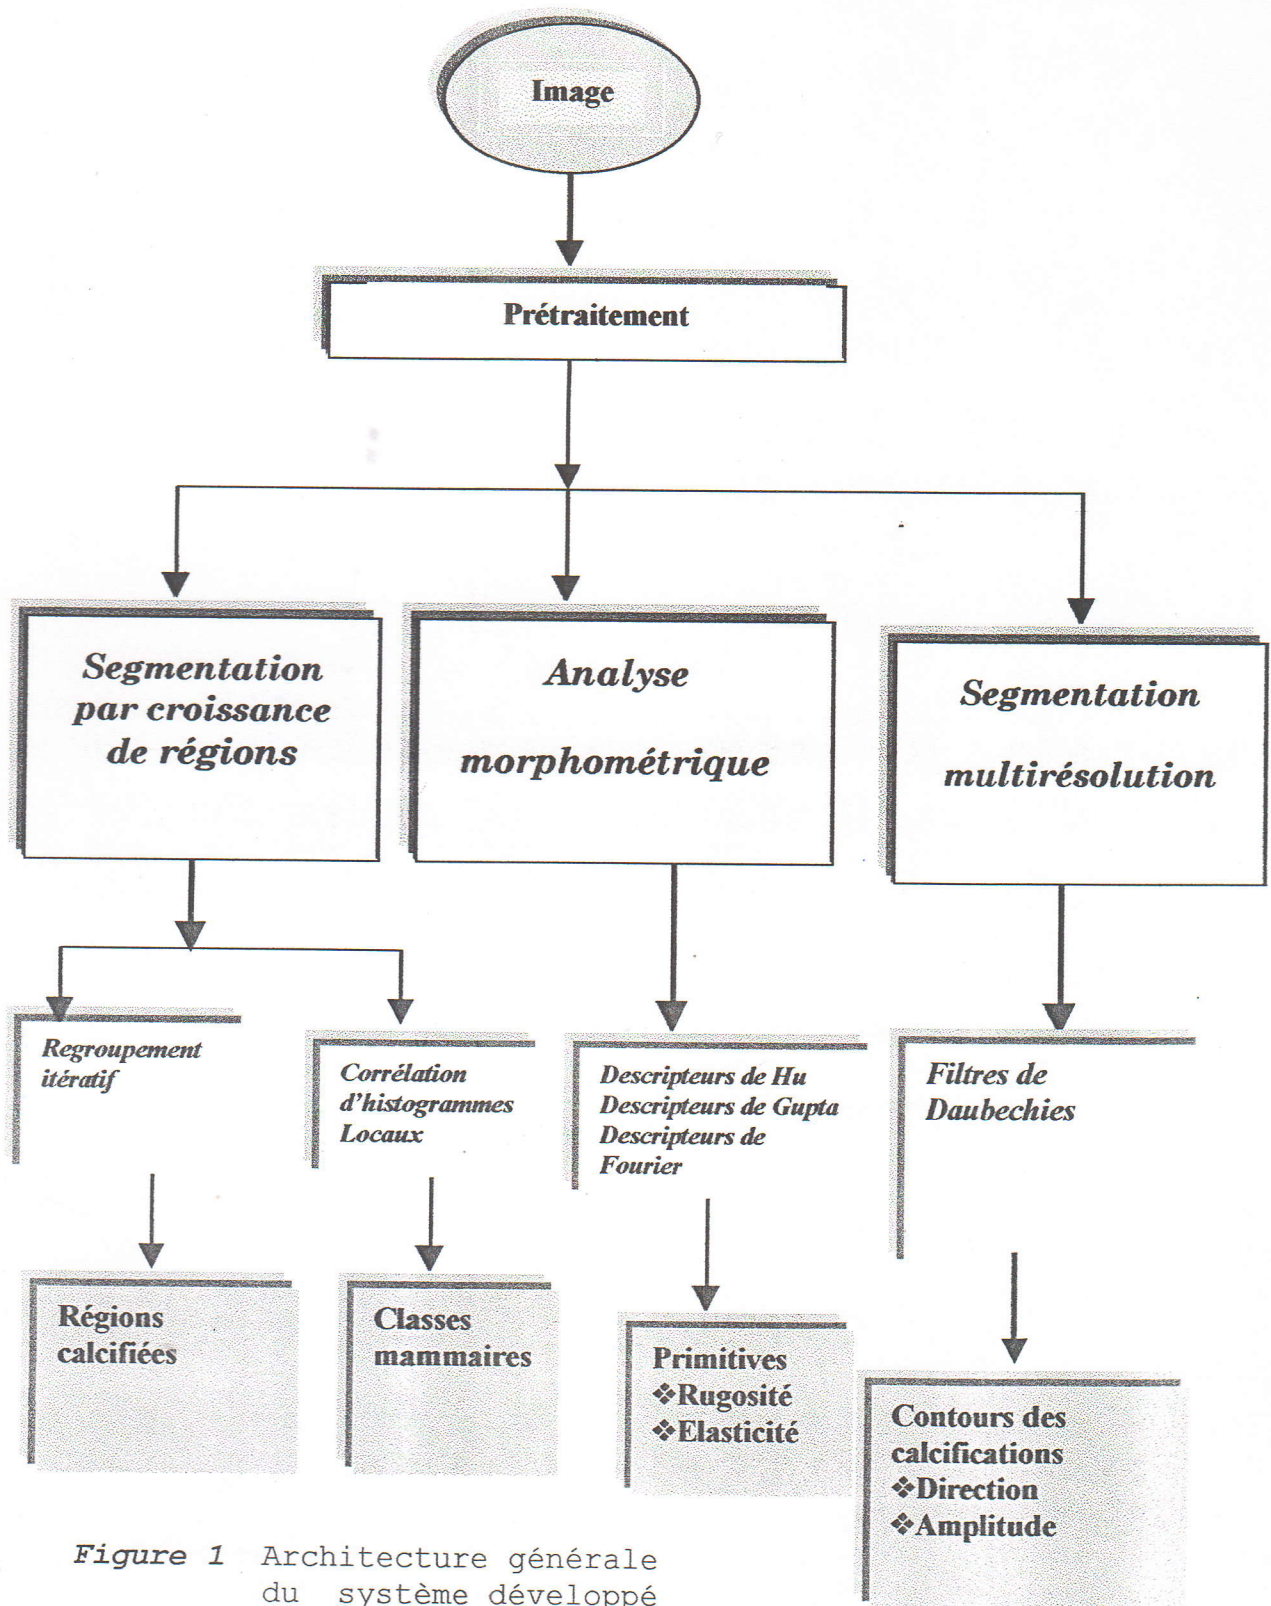 Image
Prétraitement
Segmentation
par croissance
de régions
Analyse
morphométrique
Segmentation
multirésolution
Regroupement
itératif
Corrélation
d'histogrammes
Locaux
Descripteurs de Hu
Descripteurs de Gupta
Descripteurs de
Fourier
Filtres de
Daubechies
Régions
calcifiées
Classes
mammaires
Primitives
❖Rugosité
❖Elasticité
Contours des
calcifications
❖Direction
❖Amplitude
Figure 1 Architecture générale
du système développé